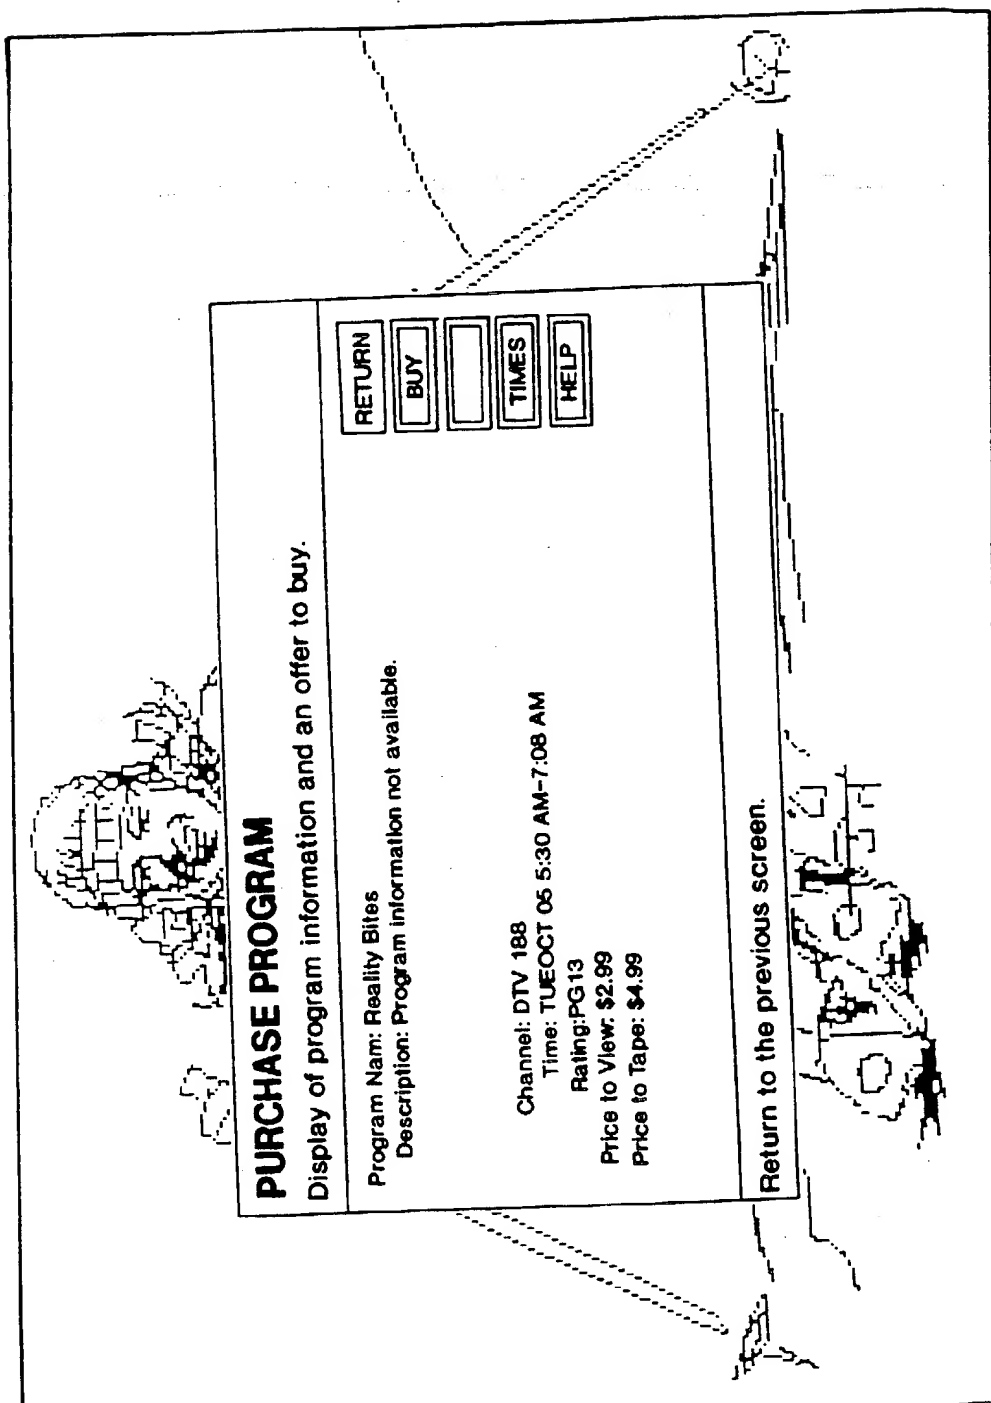 PURCHASE PROGRAM
Display of program information and an offer to buy.
Program Nam: Reality Bites
Description: Program information not available.
Channel: DTV 188
Time: TUEOCT 05 5:30 AM-7:08 AM
Rating:PG13
Price to View: $2.99
Price to Tape: $4.99
RETURN
BUY
TIMES
HELP
Return to the previous screen.